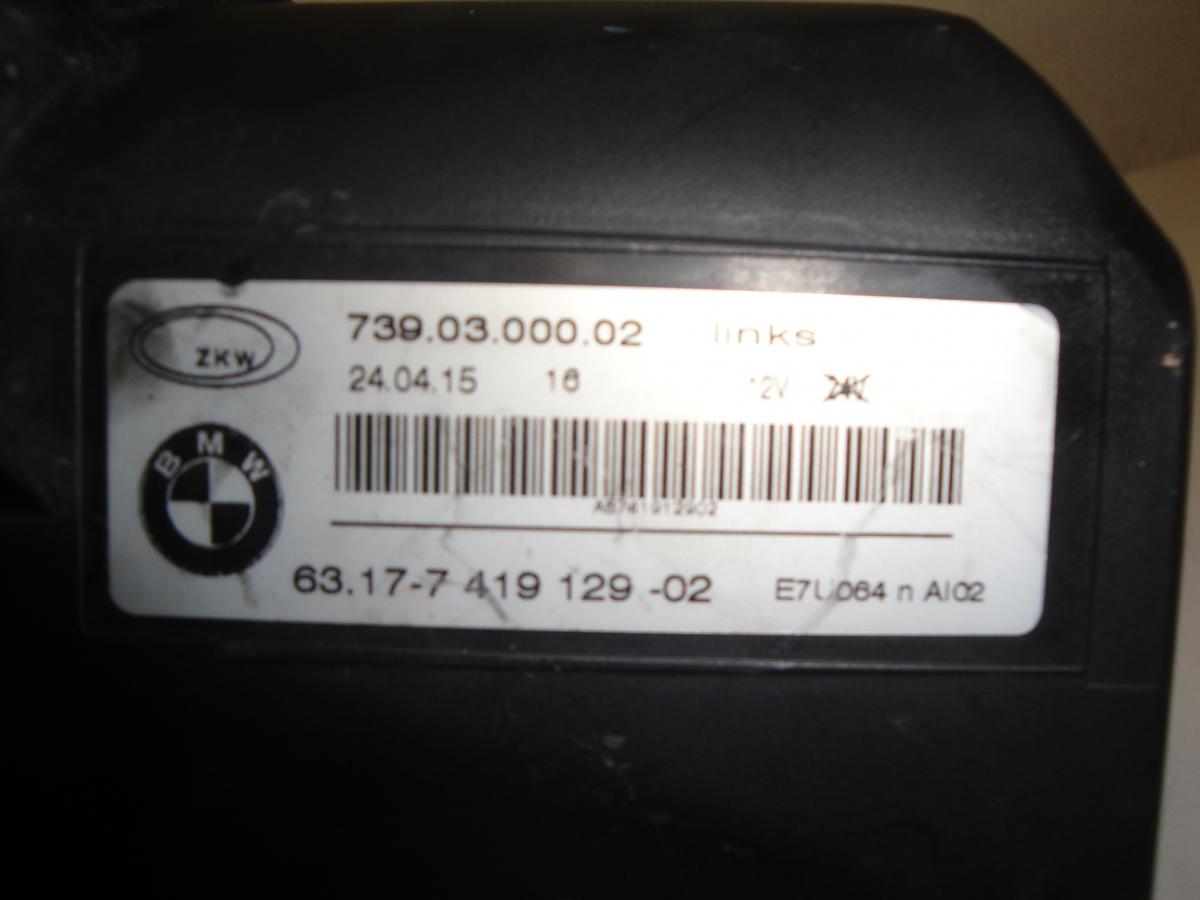 ZKW
739.03.000.02 links
24.04.15 16 12V 24V
BMW
A6741912902
63.17-7 419 129 -02 E7U064 n AI02